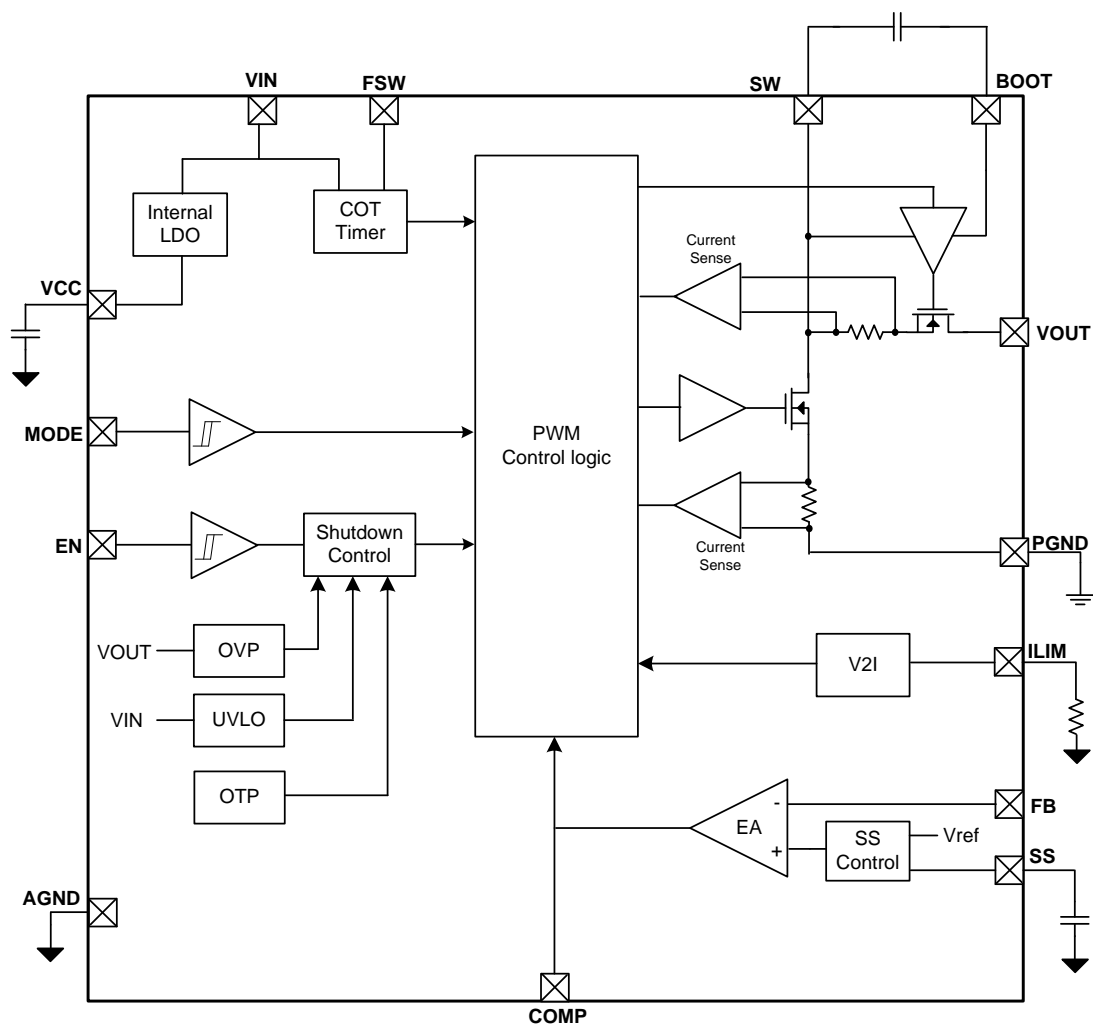 VIN
FSW
SW
BOOT
Internal
LDO
COT
Timer
Current
Sense
VCC
VOUT
MODE
PWM
Control logic
EN
Shutdown
Control
Current
Sense
PGND
VOUT
OVP
ILIM
V2I
VIN
UVLO
OTP
-
EA
+
FB
SS
Control
Vref
SS
AGND
COMP